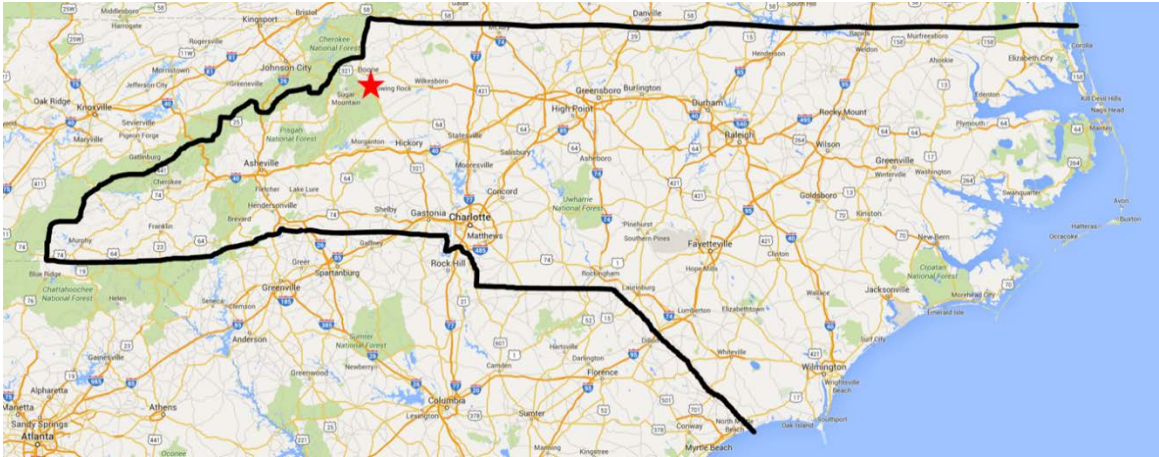 Middlesboro
Harrogate
Kingsport
Bristol
Cherokee
National Forest
Galax
Mt Airy
Danville
South Hill
Rogersville
Johnson City
Morristown
Greeneville
Jefferson City
Boone
Blowing Rock
Sugar
Mountain
Wilkesboro
Oak Ridge
Knoxville
Sevierville
Maryville
Pigeon Forge
Gatlinburg
Pisgah
National Forest
Asheville
Cherokee
Fletcher
Lake Lure
Hendersonville
Brevard
Franklin
Murphy
Blue Ridge
Morganton
Hickory
Statesville
Mooresville
Salisbury
Concord
Shelby
Gastonia
Charlotte
Matthews
Rock Hill
Gaffney
Greensboro
Burlington
High Point
Asheboro
Uwharrie
National Forest
Durham
Raleigh
Henderson
Rapids
Weldon
Murfreesboro
Ahoskie
Elizabeth City
Corolla
Edenton
Kill Devil Hills
Nags Head
Manteo
Plymouth
Rocky Mount
Wilson
Greenville
Washington
Winterville
Swanquarter
Avon
Buxton
Hatteras
Ocracoke
Goldsboro
Kinston
New Bern
Croatan
National Forest
Morehead City
Emerald Isle
Jacksonville
Pinehurst
Southern Pines
Fayetteville
Hope Mills
Clinton
Wallace
Rockingham
Laurinburg
Lumberton
Elizabethtown
Surf City
Whiteville
Wilmington
Wrightsville
Beach
Southport
Oak Island
North Myrtle
Beach
Myrtle Beach
Conway
Dillon
Florence
Darlington
Hartsville
Camden
Sumter
Manning
Kingstree
Columbia
Lexington
Newberry
Sumter
National Forest
Greenwood
Greer
Spartanburg
Greenville
Seneca
Clemson
Anderson
Chattahoochee
National Forest
Helen
Gainesville
Alpharetta
Marietta
Sandy Springs
Atlanta
Athens
Oconee